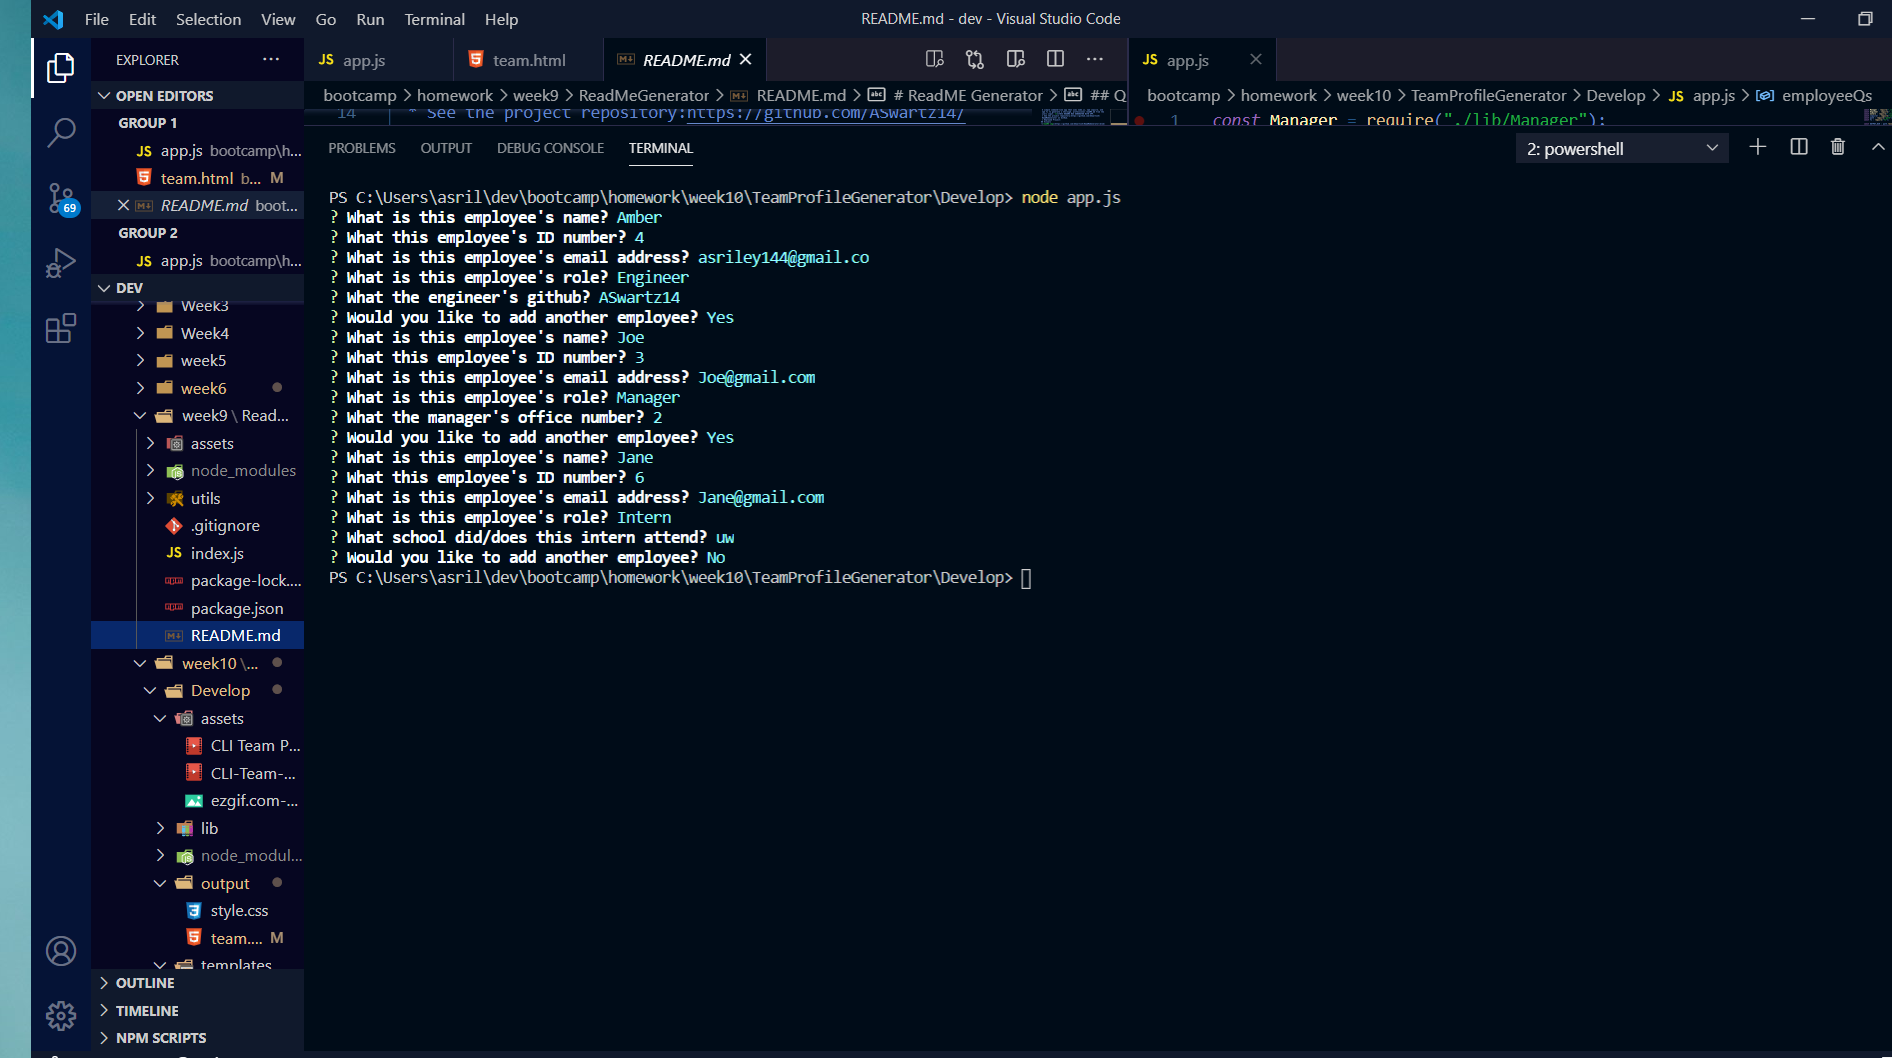 File Edit Selection View Go Run Terminal Help
README.md - dev - Visual Studio Code
EXPLORER ···
OPEN EDITORS
GROUP 1
JS app.js bootcamp\h...
team.html b... M
README.md boot...
GROUP 2
JS app.js bootcamp\h...
DEV
Week3
Week4
week5
week6
week9 \ Read...
assets
node_modules
utils
.gitignore
JS index.js
package-lock....
package.json
README.md
week10 \...
Develop
assets
CLI Team P...
CLI-Team-...
ezgif.com-...
lib
node_modul...
output
style.css
team.... M
templates
OUTLINE
TIMELINE
NPM SCRIPTS
69
JS app.js
team.html
README.md
JS app.js
bootcamp > homework > week9 > ReadMeGenerator > README.md > # ReadME Generator > ## Q
14 * See the project repository:https://github.com/ASwartz14/
bootcamp > homework > week10 > TeamProfileGenerator > Develop > JS app.js > employeeQs
1 const Manager = require("./lib/Manager");
PROBLEMS OUTPUT DEBUG CONSOLE TERMINAL
2: powershell
PS C:\Users\asril\dev\bootcamp\homework\week10\TeamProfileGenerator\Develop> node app.js
? What is this employee's name? Amber
? What this employee's ID number? 4
? What is this employee's email address? asriley144@gmail.co
? What is this employee's role? Engineer
? What the engineer's github? ASwartz14
? Would you like to add another employee? Yes
? What is this employee's name? Joe
? What this employee's ID number? 3
? What is this employee's email address? Joe@gmail.com
? What is this employee's role? Manager
? What the manager's office number? 2
? Would you like to add another employee? Yes
? What is this employee's name? Jane
? What this employee's ID number? 6
? What is this employee's email address? Jane@gmail.com
? What is this employee's role? Intern
? What school did/does this intern attend? uw
? Would you like to add another employee? No
PS C:\Users\asril\dev\bootcamp\homework\week10\TeamProfileGenerator\Develop>